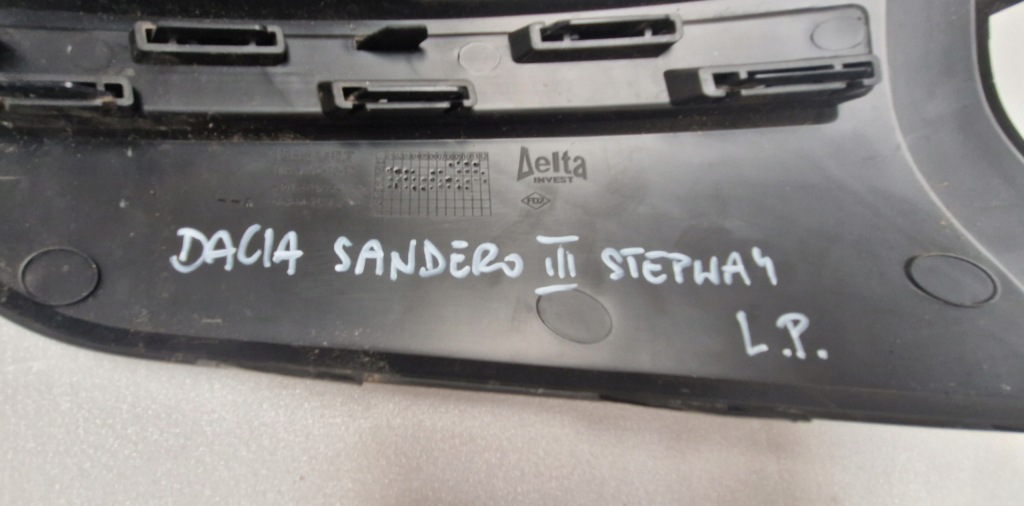 Delta
INVEST
DACIA SANDERO III STEPWAY
L.P.